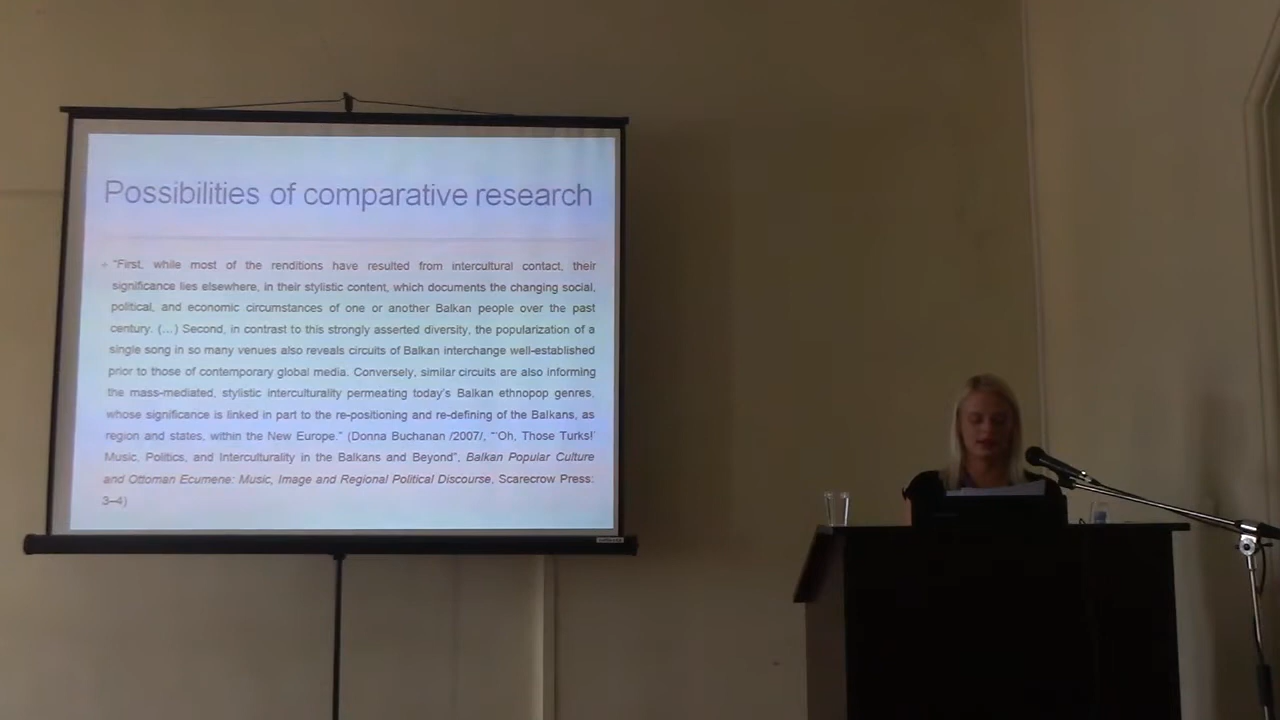 Possibilities of comparative research
"First, while most of the renditions have resulted from intercultural contact, their
significance lies elsewhere, in their stylistic content, which documents the changing social,
political, and economic circumstances of one or another Balkan people over the past
century. (...) Second, in contrast to this strongly asserted diversity, the popularization of a
single song in so many venues also reveals circuits of Balkan interchange well-established
prior to those of contemporary global media. Conversely, similar circuits are also informing
the mass-mediated, stylistic interculturality permeating today's Balkan ethnopop genres,
whose significance is linked in part to the re-positioning and re-defining of the Balkans, as
region and states, within the New Europe." (Donna Buchanan /2007/, "'Oh, Those Turks!'
Music, Politics, and Interculturality in the Balkans and Beyond", Balkan Popular Culture
and Ottoman Ecumene: Music, Image and Regional Political Discourse, Scarecrow Press:
3–4)